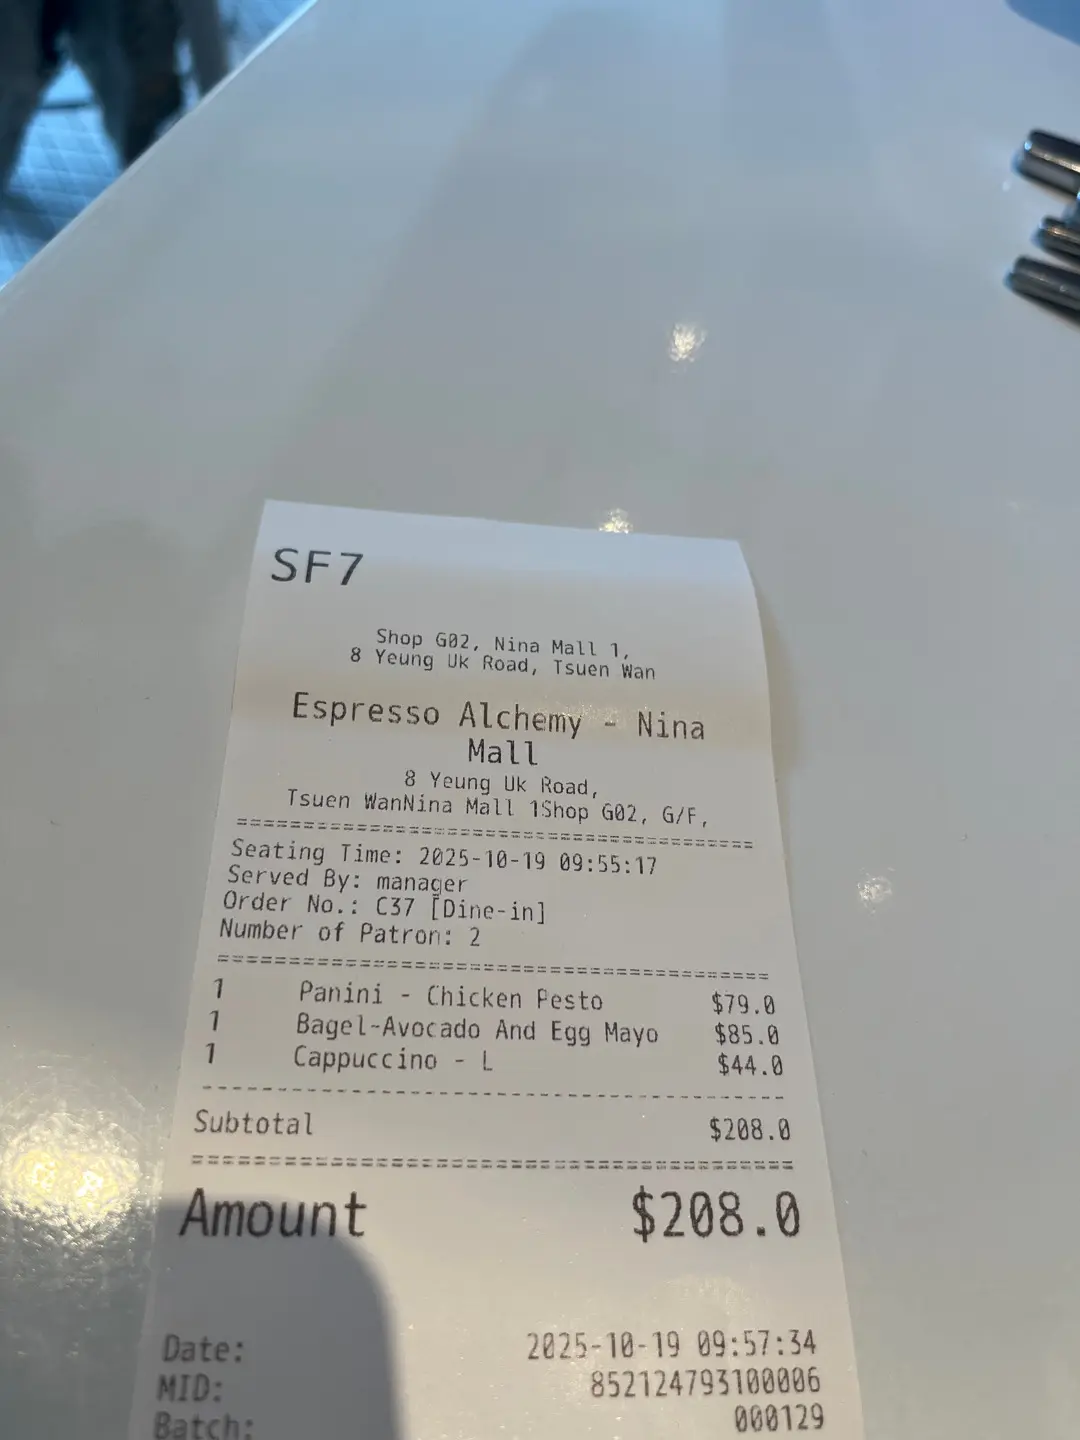 SF7
Shop G02, Nina Mall 1,
8 Yeung Uk Road, Tsuen Wan
Espresso Alchemy - Nina
Mall
8 Yeung Uk Road,
Tsuen WanNina Mall 1Shop G02, G/F,
Seating Time: 2025-10-19 09:55:17
Served By: manager
Order No.: C37 [Dine-in]
Number of Patron: 2
1 Panini - Chicken Pesto $79.0
1 Bagel-Avocado And Egg Mayo $85.0
1 Cappuccino - L $44.0
Subtotal $208.0
Amount $208.0
Date: 2025-10-19 09:57:34
MID: 852124793100006
Batch: 000129